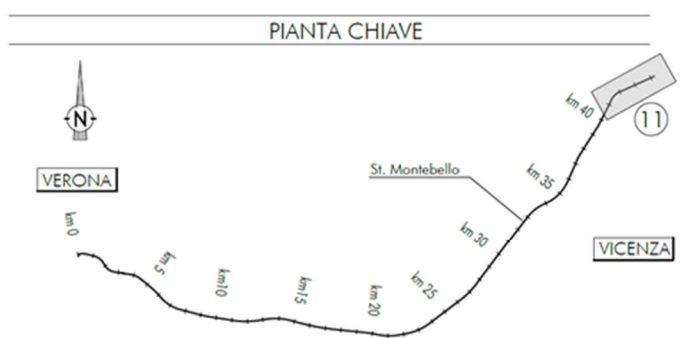 PIANTA CHIAVE
N
km 40
11
VERONA
St. Montebello
km 35
km 0
km 30
VICENZA
km 5
km10
km15
km 20
km 25